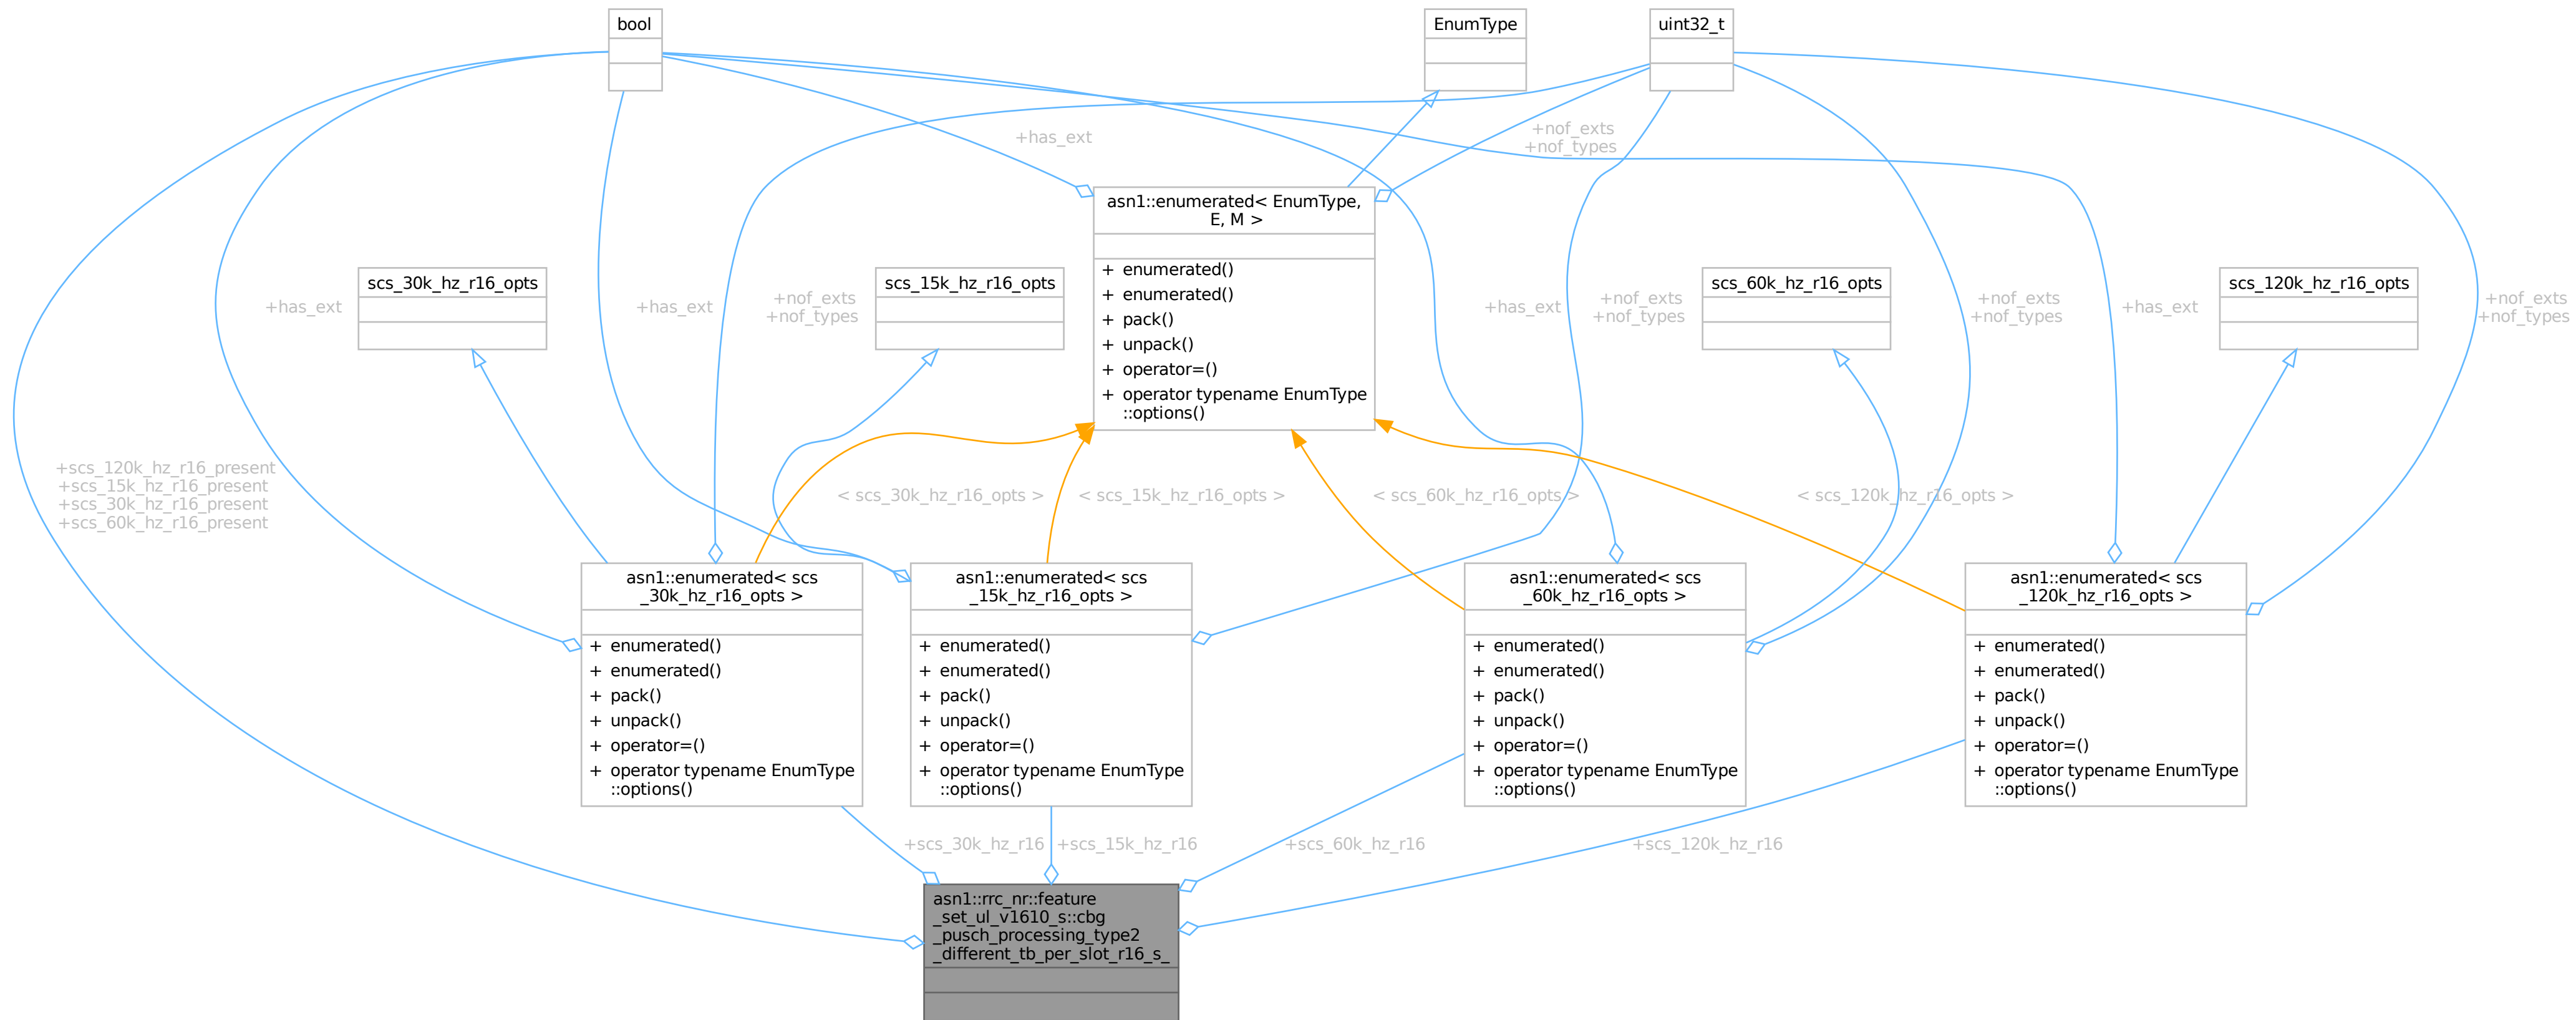 bool
EnumType
uint32_t
+has_ext
+nof_exts
+nof_types
asn1::enumerated< EnumType,
E, M >
+ enumerated()
+ enumerated()
+ pack()
+ unpack()
+ operator=()
+ operator typename EnumType
::options()
+has_ext
scs_30k_hz_r16_opts
+has_ext
+nof_exts
+nof_types
scs_15k_hz_r16_opts
+has_ext
+nof_exts
+nof_types
scs_60k_hz_r16_opts
+nof_exts
+nof_types
+has_ext
scs_120k_hz_r16_opts
+nof_exts
+nof_types
+scs_120k_hz_r16_present
+scs_15k_hz_r16_present
+scs_30k_hz_r16_present
+scs_60k_hz_r16_present
< scs_30k_hz_r16_opts >
< scs_15k_hz_r16_opts >
< scs_60k_hz_r16_opts >
< scs_120k_hz_r16_opts >
asn1::enumerated< scs
_30k_hz_r16_opts >
+ enumerated()
+ enumerated()
+ pack()
+ unpack()
+ operator=()
+ operator typename EnumType
::options()
asn1::enumerated< scs
_15k_hz_r16_opts >
+ enumerated()
+ enumerated()
+ pack()
+ unpack()
+ operator=()
+ operator typename EnumType
::options()
asn1::enumerated< scs
_60k_hz_r16_opts >
+ enumerated()
+ enumerated()
+ pack()
+ unpack()
+ operator=()
+ operator typename EnumType
::options()
asn1::enumerated< scs
_120k_hz_r16_opts >
+ enumerated()
+ enumerated()
+ pack()
+ unpack()
+ operator=()
+ operator typename EnumType
::options()
+scs_30k_hz_r16
+scs_15k_hz_r16
+scs_60k_hz_r16
+scs_120k_hz_r16
asn1::rrc_nr::feature
_set_ul_v1610_s::cbg
_pusch_processing_type2
_different_tb_per_slot_r16_s_